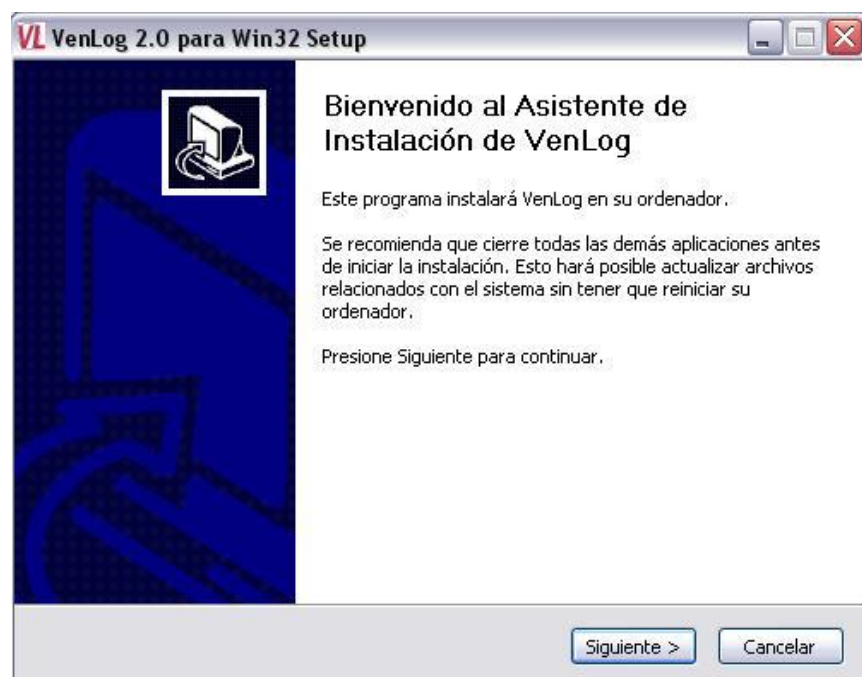 VL VenLog 2.0 para Win32 Setup
Bienvenido al Asistente de
Instalación de VenLog
Este programa instalará VenLog en su ordenador.
Se recomienda que cierre todas las demás aplicaciones antes
de iniciar la instalación. Esto hará posible actualizar archivos
relacionados con el sistema sin tener que reiniciar su
ordenador.
Presione Siguiente para continuar.
Siguiente >
Cancelar